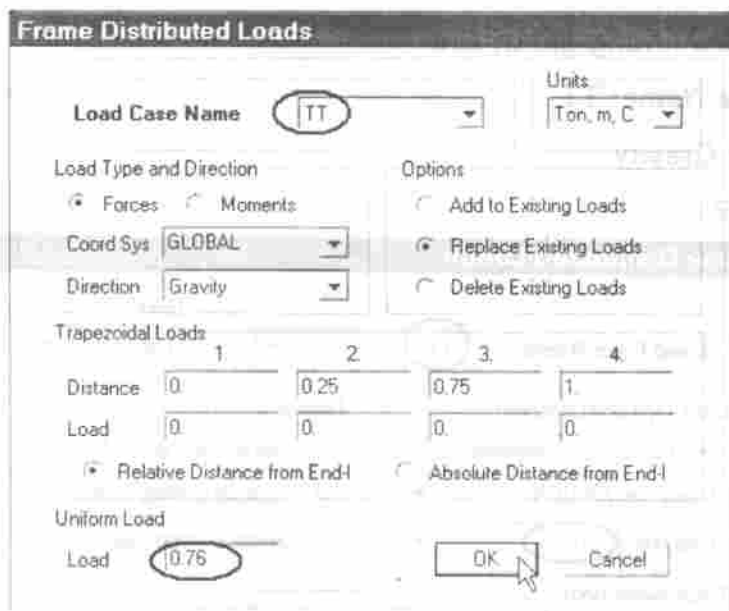 Frame Distributed Loads
Units
Load Case Name TT Ton, m, C
Load Type and Direction Options
Forces Moments Add to Existing Loads
Coord Sys GLOBAL Replace Existing Loads
Direction Gravity Delete Existing Loads
Trapezoidal Loads
1. 2. 3. 4.
Distance 0. 0.25 0.75 1.
Load 0. 0. 0. 0.
Relative Distance from End-I Absolute Distance from End-I
Uniform Load
Load 0.76 OK Cancel